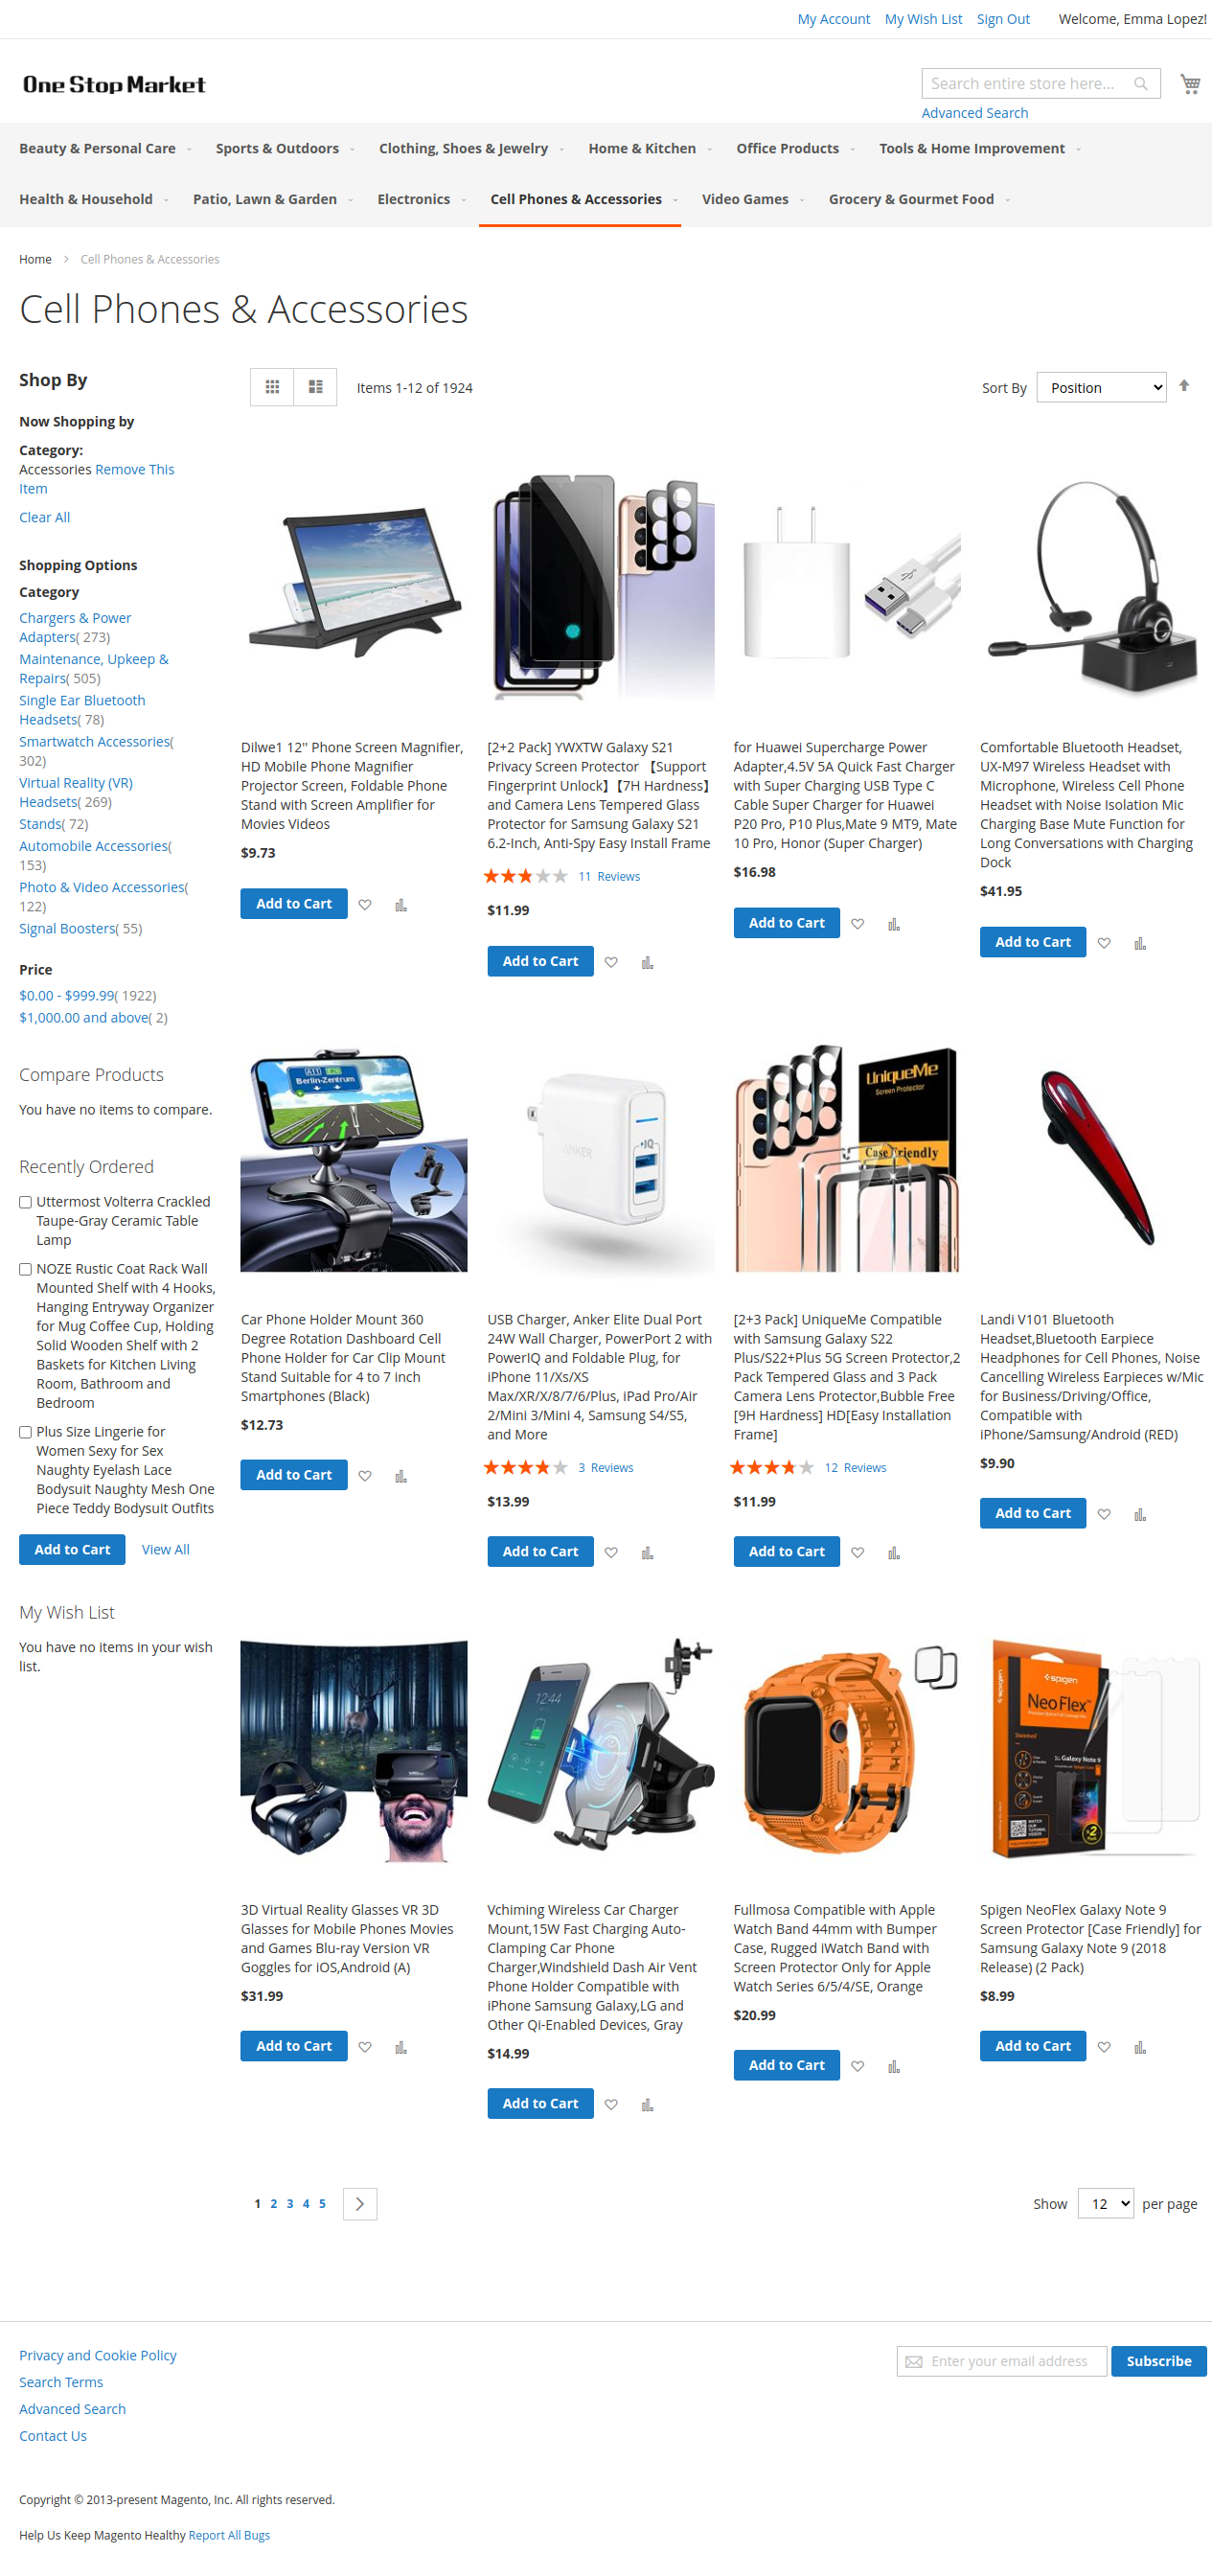 My Account My Wish List Sign Out Welcome, Emma Lopez!
One Stop Market
Search entire store here...
Advanced Search
Beauty & Personal Care Sports & Outdoors Clothing, Shoes & Jewelry Home & Kitchen Office Products Tools & Home Improvement
Health & Household Patio, Lawn & Garden Electronics Cell Phones & Accessories Video Games Grocery & Gourmet Food
Home Cell Phones & Accessories
Cell Phones & Accessories
Shop By
Now Shopping by
Category:
Accessories Remove This
Item
Clear All
Shopping Options
Category
Chargers & Power
Adapters( 273)
Maintenance, Upkeep &
Repairs( 505)
Single Ear Bluetooth
Headsets( 78)
Smartwatch Accessories(
302)
Virtual Reality (VR)
Headsets( 269)
Stands( 72)
Automobile Accessories(
153)
Photo & Video Accessories(
122)
Signal Boosters( 55)
Price
$0.00 - $999.99( 1922)
$1,000.00 and above( 2)
Compare Products
You have no items to compare.
Recently Ordered
Uttermost Volterra Crackled
Taupe-Gray Ceramic Table
Lamp
NOZE Rustic Coat Rack Wall
Mounted Shelf with 4 Hooks,
Hanging Entryway Organizer
for Mug Coffee Cup, Holding
Solid Wooden Shelf with 2
Baskets for Kitchen Living
Room, Bathroom and
Bedroom
Plus Size Lingerie for
Women Sexy for Sex
Naughty Eyelash Lace
Bodysuit Naughty Mesh One
Piece Teddy Bodysuit Outfits
Add to Cart View All
My Wish List
You have no items in your wish
list.
Items 1-12 of 1924
Sort By Position
Dilwe1 12'' Phone Screen Magnifier,
HD Mobile Phone Magnifier
Projector Screen, Foldable Phone
Stand with Screen Amplifier for
Movies Videos
$9.73
Add to Cart
[2+2 Pack] YWXTW Galaxy S21
Privacy Screen Protector 【Support
Fingerprint Unlock】【7H Hardness】
and Camera Lens Tempered Glass
Protector for Samsung Galaxy S21
6.2-Inch, Anti-Spy Easy Install Frame
11 Reviews
$11.99
Add to Cart
for Huawei Supercharge Power
Adapter,4.5V 5A Quick Fast Charger
with Super Charging USB Type C
Cable Super Charger for Huawei
P20 Pro, P10 Plus,Mate 9 MT9, Mate
10 Pro, Honor (Super Charger)
$16.98
Add to Cart
Comfortable Bluetooth Headset,
UX-M97 Wireless Headset with
Microphone, Wireless Cell Phone
Headset with Noise Isolation Mic
Charging Base Mute Function for
Long Conversations with Charging
Dock
$41.95
Add to Cart
Berlin-Zentrum
Car Phone Holder Mount 360
Degree Rotation Dashboard Cell
Phone Holder for Car Clip Mount
Stand Suitable for 4 to 7 inch
Smartphones (Black)
$12.73
Add to Cart
ANKER
IQ
USB Charger, Anker Elite Dual Port
24W Wall Charger, PowerPort 2 with
PowerIQ and Foldable Plug, for
iPhone 11/Xs/XS
Max/XR/X/8/7/6/Plus, iPad Pro/Air
2/Mini 3/Mini 4, Samsung S4/S5,
and More
3 Reviews
$13.99
Add to Cart
UniqueMe
Screen Protector
Case Friendly
[2+3 Pack] UniqueMe Compatible
with Samsung Galaxy S22
Plus/S22+Plus 5G Screen Protector,2
Pack Tempered Glass and 3 Pack
Camera Lens Protector,Bubble Free
[9H Hardness] HD[Easy Installation
Frame]
12 Reviews
$11.99
Add to Cart
Landi V101 Bluetooth
Headset,Bluetooth Earpiece
Headphones for Cell Phones, Noise
Cancelling Wireless Earpieces w/Mic
for Business/Driving/Office,
Compatible with
iPhone/Samsung/Android (RED)
$9.90
Add to Cart
3D Virtual Reality Glasses VR 3D
Glasses for Mobile Phones Movies
and Games Blu-ray Version VR
Goggles for iOS,Android (A)
$31.99
Add to Cart
12:44
Vchiming Wireless Car Charger
Mount,15W Fast Charging Auto-
Clamping Car Phone
Charger,Windshield Dash Air Vent
Phone Holder Compatible with
iPhone Samsung Galaxy,LG and
Other Qi-Enabled Devices, Gray
$14.99
Add to Cart
Fullmosa Compatible with Apple
Watch Band 44mm with Bumper
Case, Rugged iWatch Band with
Screen Protector Only for Apple
Watch Series 6/5/4/SE, Orange
$20.99
Add to Cart
spigen
spigen
Neo Flex
Galaxy Note 9
x2
Spigen NeoFlex Galaxy Note 9
Screen Protector [Case Friendly] for
Samsung Galaxy Note 9 (2018
Release) (2 Pack)
$8.99
Add to Cart
1 2 3 4 5
Show 12 per page
Privacy and Cookie Policy
Search Terms
Advanced Search
Contact Us
Enter your email address Subscribe
Copyright © 2013-present Magento, Inc. All rights reserved.
Help Us Keep Magento Healthy Report All Bugs